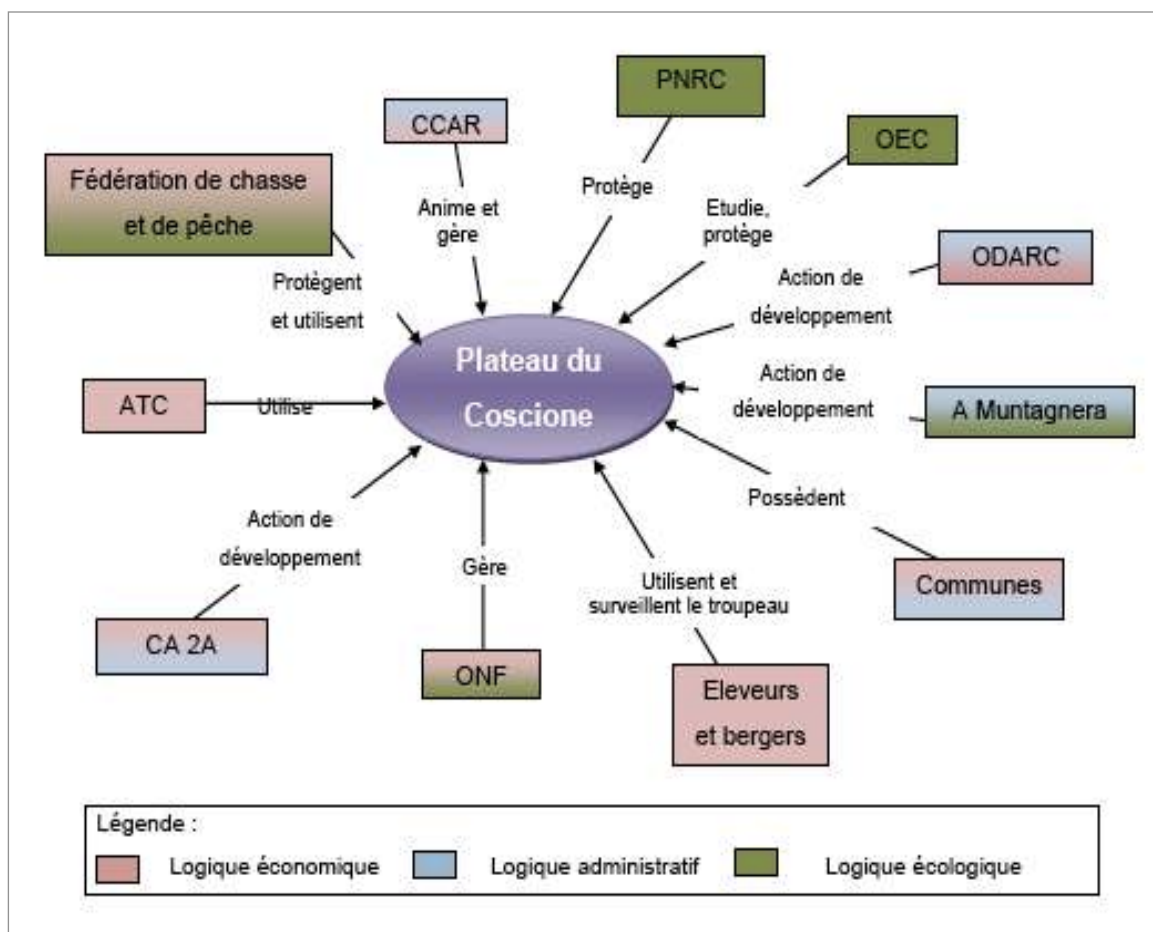 PNRC
CCAR
OEC
Fédération de chasse
et de pêche
Protège
Anime et
gère
Etudie,
protège
ODARC
Protègent
et utilisent
Action de
développement
Plateau du
Coscione
ATC
Utilise
Action de
développement
A Muntagnera
Possèdent
Action de
développement
Gère
Utilisent et
surveillent le troupeau
Communes
CA 2A
ONF
Eleveurs
et bergers
Légende :
Logique économique
Logique administratif
Logique écologique